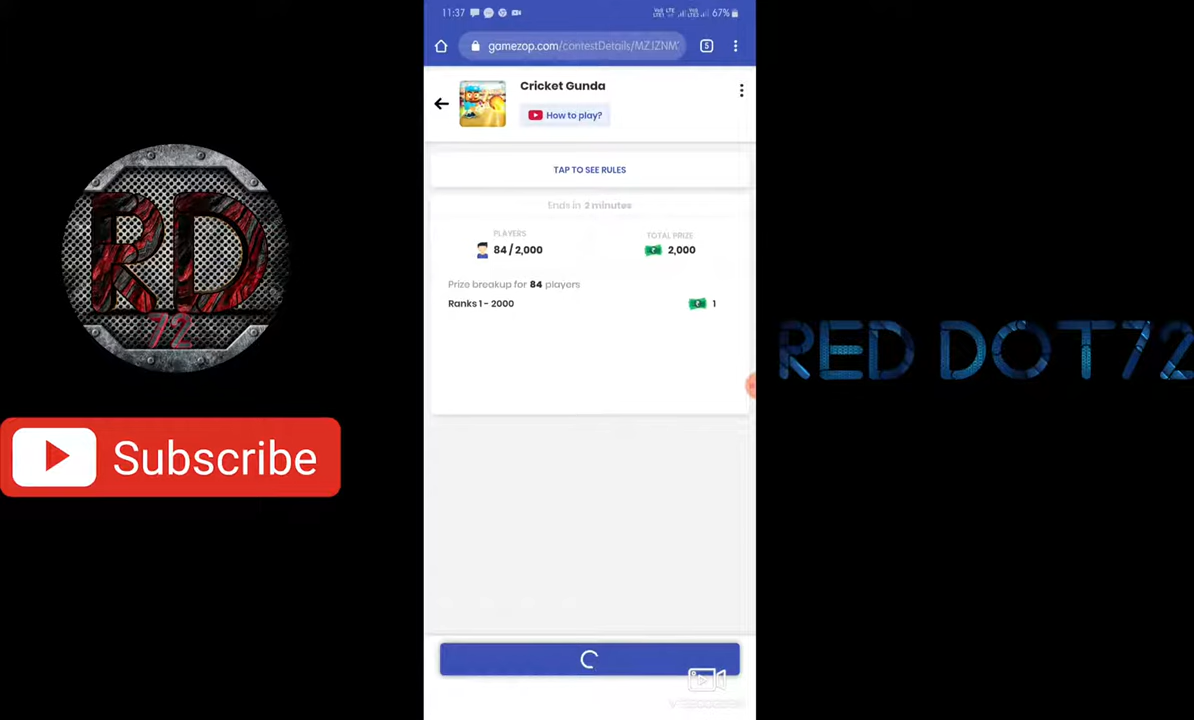 11:37
67%
gamezop.com/contestDetails/MZJZNM
5
Cricket Gunda
How to play?
TAP TO SEE RULES
Ends in 2 minutes
PLAYERS
84 / 2,000
TOTAL PRIZE
2,000
Prize breakup for 84 players
Ranks 1 - 2000
1
RD
72
Subscribe
RED DOT72